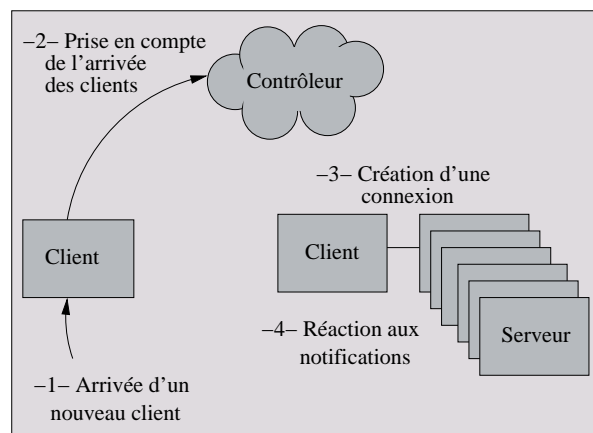 –2– Prise en compte
de l'arrivée
des clients
Contrôleur
–3– Création d'une
connexion
Client
Client
–4– Réaction aux
notifications
Serveur
–1– Arrivée d'un
nouveau client